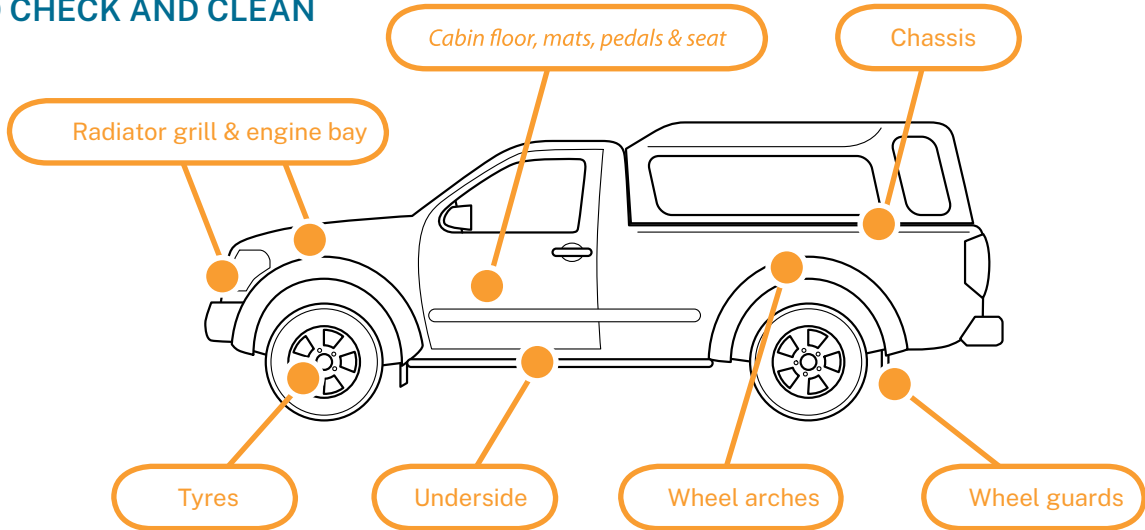 CHECK AND CLEAN
Cabin floor, mats, pedals & seat
Chassis
Radiator grill & engine bay
Tyres
Underside
Wheel arches
Wheel guards